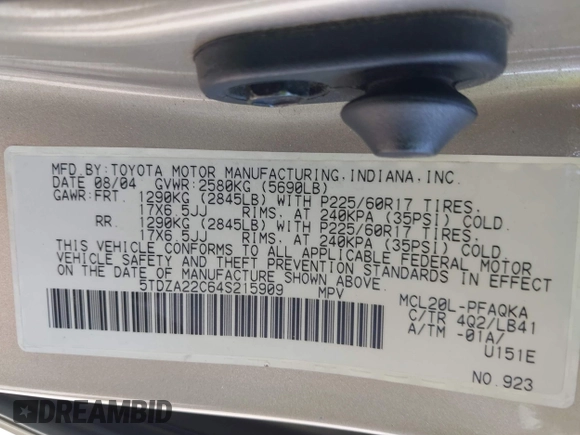 MFD.BY:TOYOTA MOTOR MANUFACTURING,INDIANA,INC.
DATE 08/04 GVWR:2580KG (5690LB)
GAWR:FRT. 1290KG (2845LB) WITH P225/60R17 TIRES,
17X6.5JJ RIMS, AT 240KPA (35PSI) COLD.
RR. 1290KG (2845LB) WITH P225/60R17 TIRES,
17X6.5JJ RIMS, AT 240KPA (35PSI) COLD.
THIS VEHICLE CONFORMS TO ALL APPLICABLE FEDERAL MOTOR
VEHICLE SAFETY AND THEFT PREVENTION STANDARDS IN EFFECT
ON THE DATE OF MANUFACTURE SHOWN ABOVE.
5TDZA22C64S215909 MPV
MCL20L-PFAQKA
C/TR 4Q2/LB41
A/TM -01A/
U151E
NO.923
DREAMBID